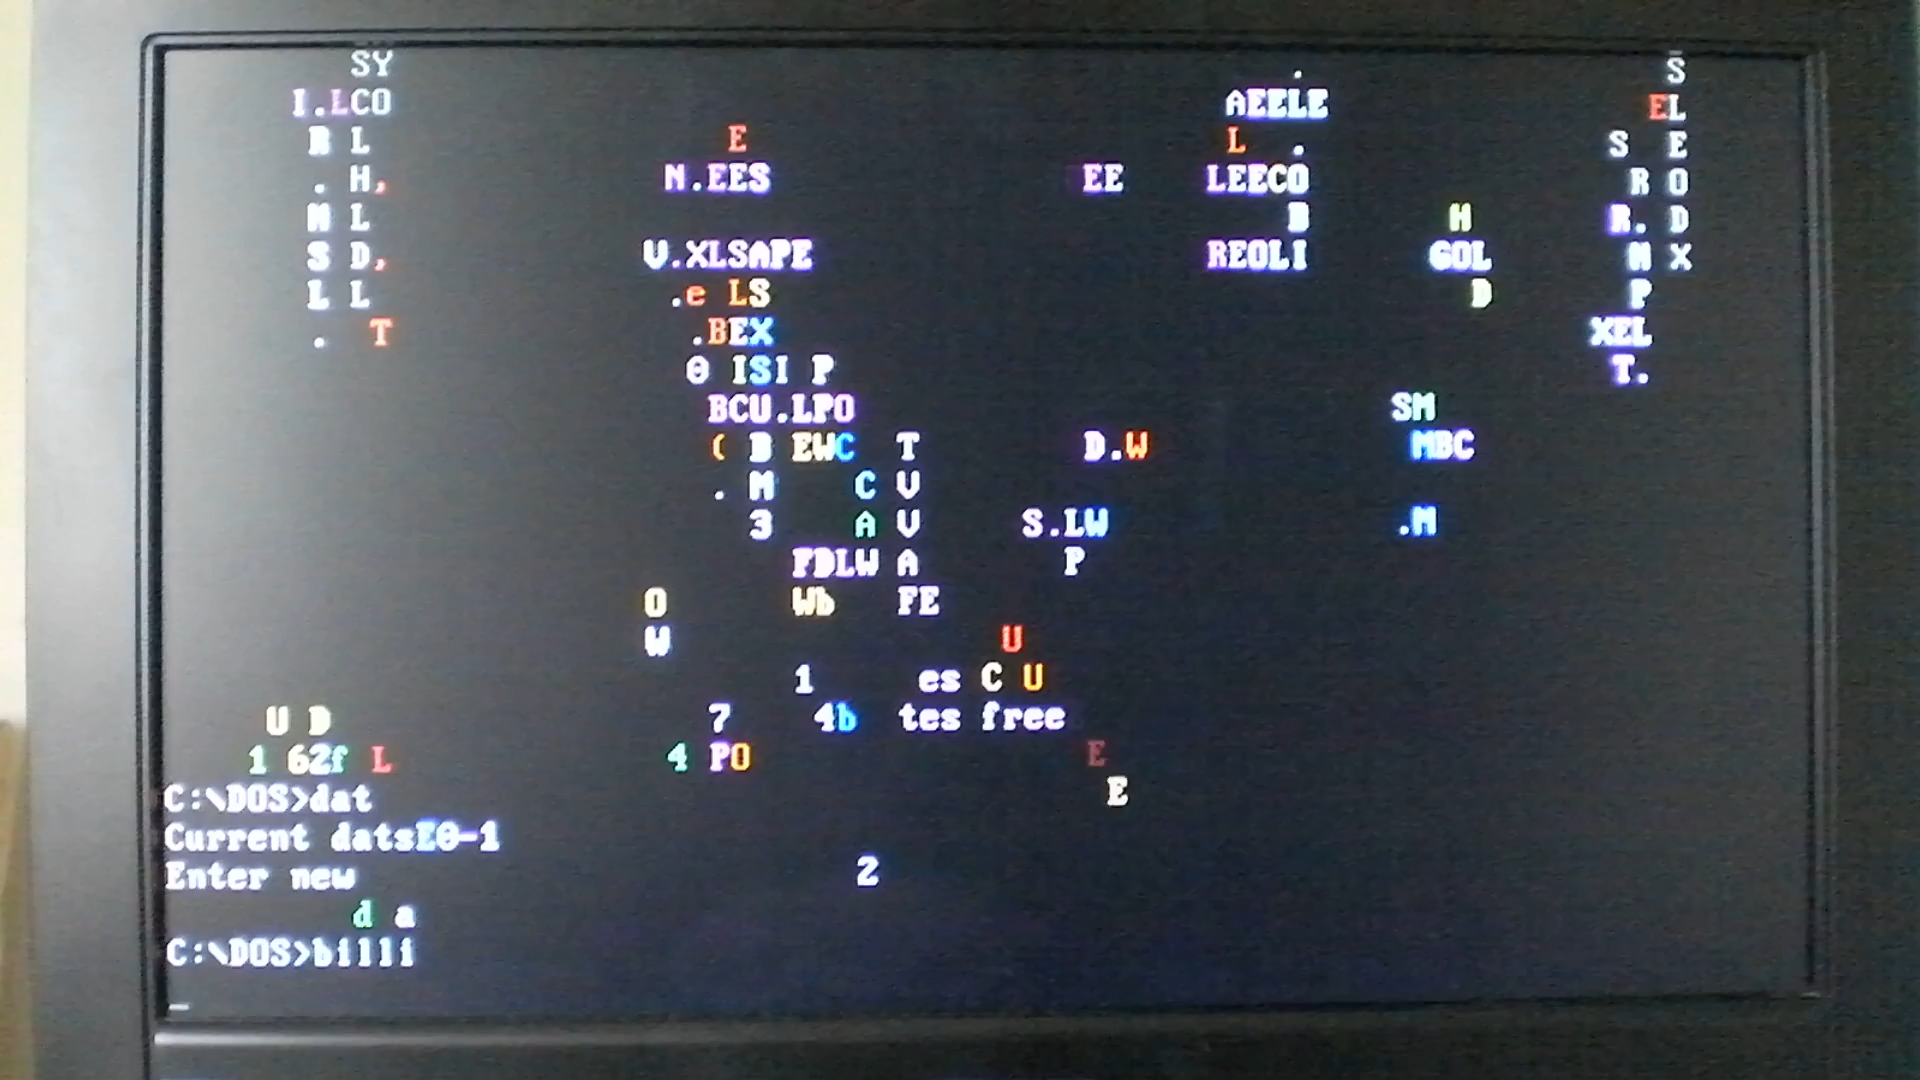 SY . S
I.LCO AEELE EL
R L E L . S E
. H, N.EES EE LEECO R O
M L B H R. D
S D, V.XLSAPE REOLI GOL M X
L L .e LS D P
. T .BEX XEL
0 ISI P T.
BCU.LPO SM
( B EWC T D.W MBC
. M C V
3 A V S.LW .M
FDLW A P
O Wb FE
W U
1 es C U
U D 7 4b tes free
1 62f L 4 PO E
C:\DOS>dat E
Current datsE0-1
Enter new 2
d a
C:\DOS>billi
_